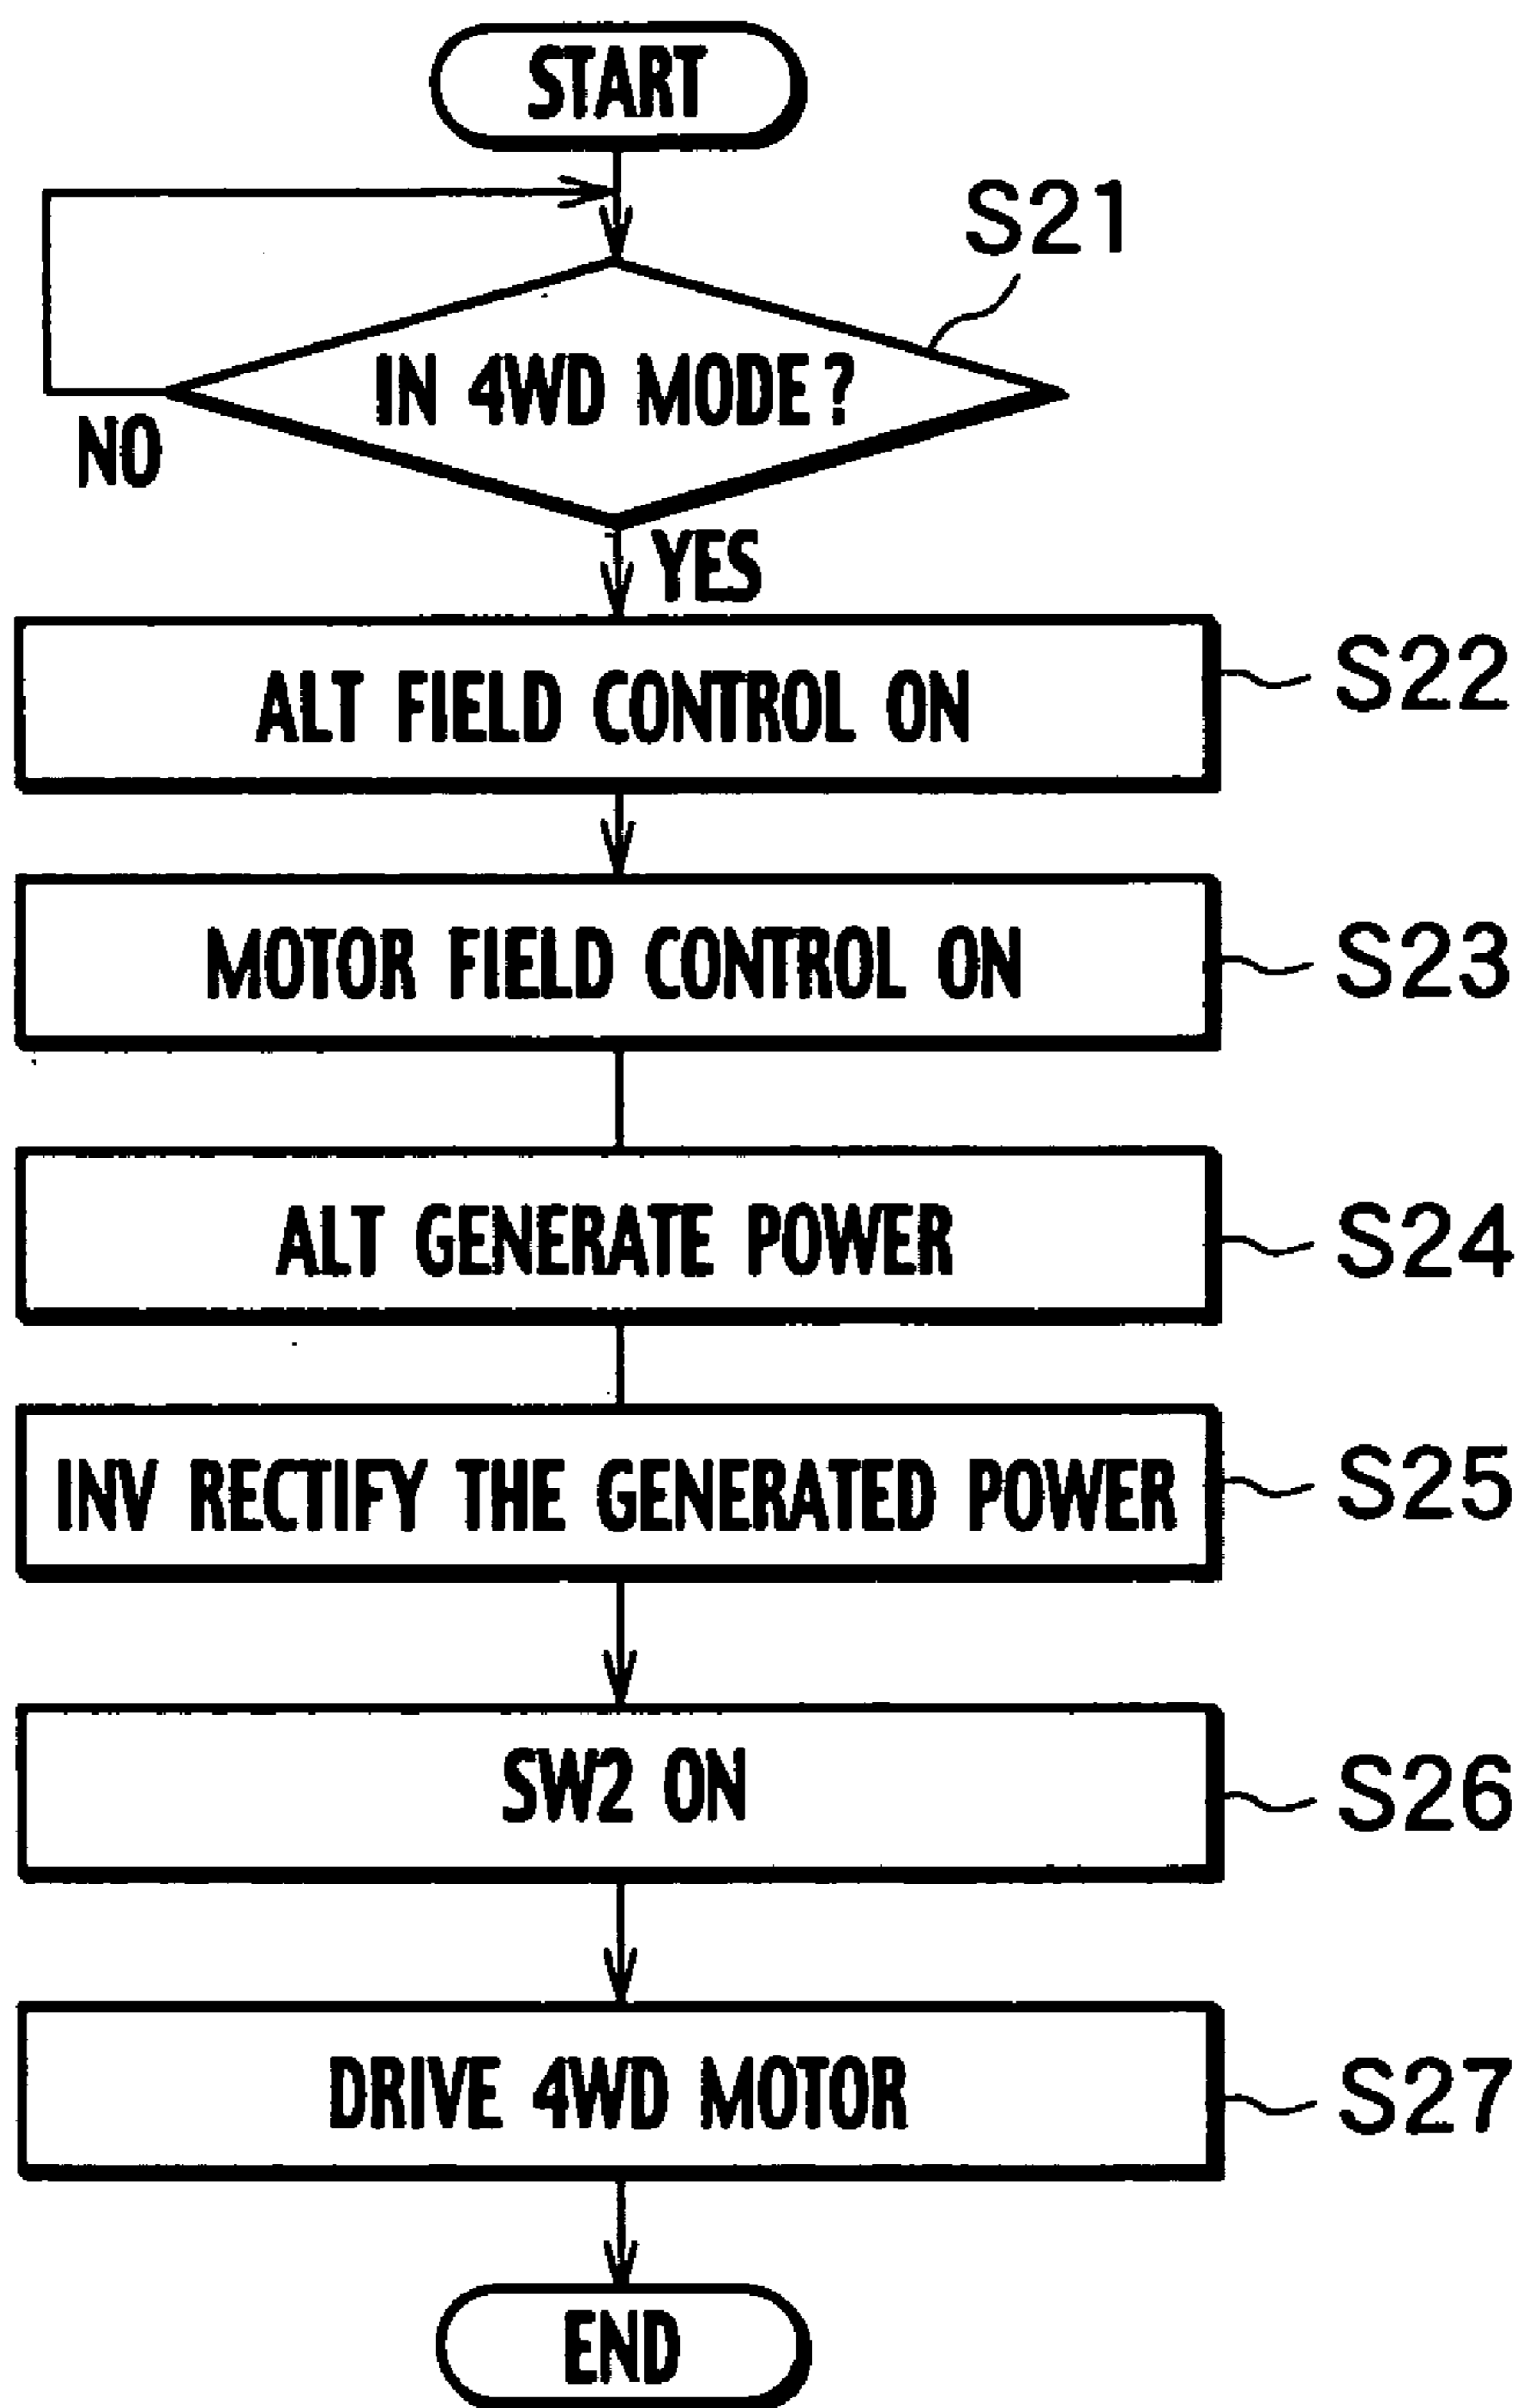 START
S21
IN 4WD MODE?
NO
YES
ALT FIELD CONTROL ON
S22
MOTOR FIELD CONTROL ON
S23
ALT GENERATE POWER
S24
INV RECTIFY THE GENERATED POWER
S25
SW2 ON
S26
DRIVE 4WD MOTOR
S27
END